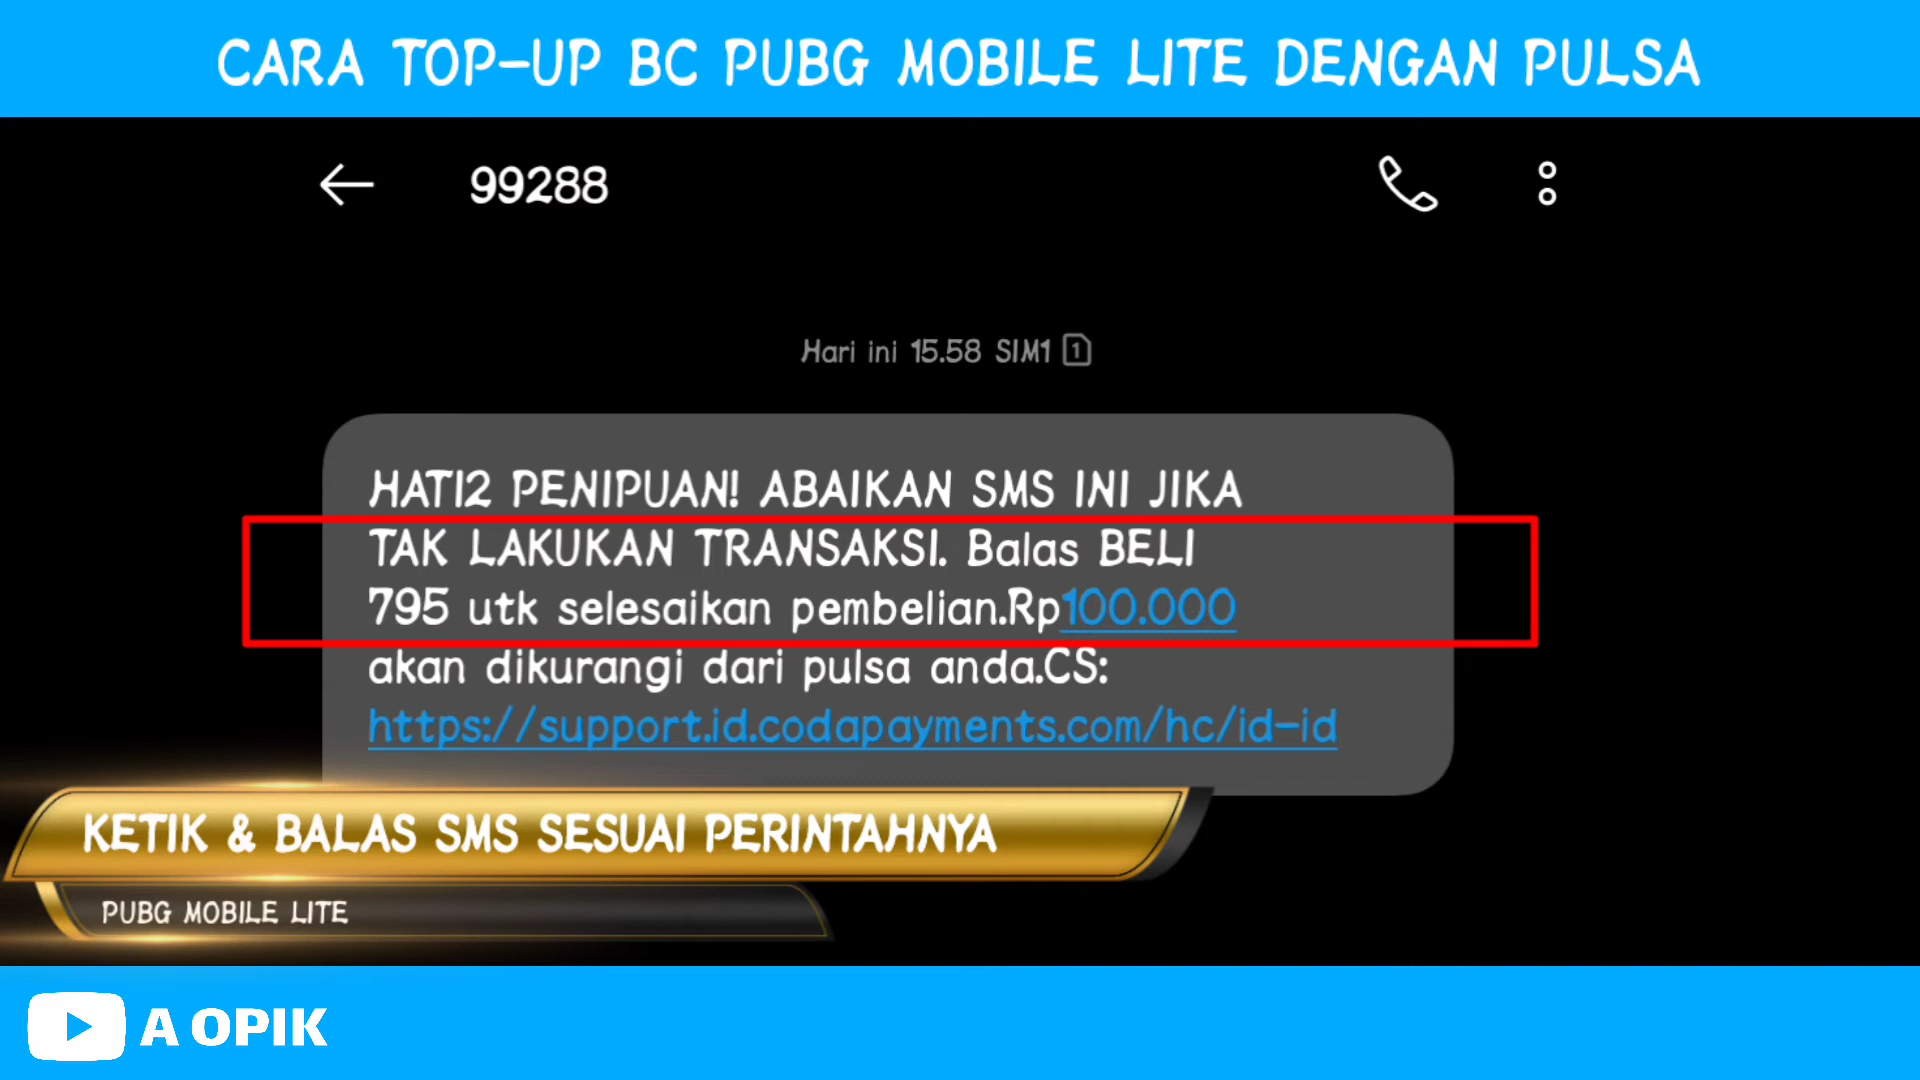 CARA TOP-UP BC PUBG MOBILE LITE DENGAN PULSA
99288
Hari ini 15.58 SIM1 1
HATI2 PENIPUAN! ABAIKAN SMS INI JIKA
TAK LAKUKAN TRANSAKSI. Balas BELI
795 utk selesaikan pembelian.Rp100.000
akan dikurangi dari pulsa anda.CS:
https://support.id.codapayments.com/hc/id-id
KETIK & BALAS SMS SESUAI PERINTAHNYA
PUBG MOBILE LITE
A OPIK